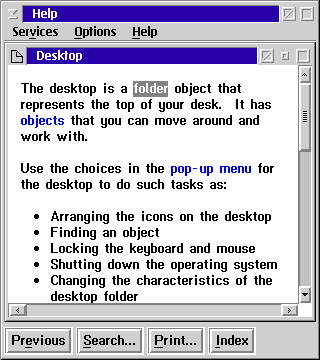 Help
Services Options Help
Desktop
The desktop is a folder object that
represents the top of your desk. It has
objects that you can move around and
work with.
Use the choices in the pop-up menu for
the desktop to do such tasks as:
• Arranging the icons on the desktop
• Finding an object
• Locking the keyboard and mouse
• Shutting down the operating system
• Changing the characteristics of the
desktop folder
Previous Search... Print... Index